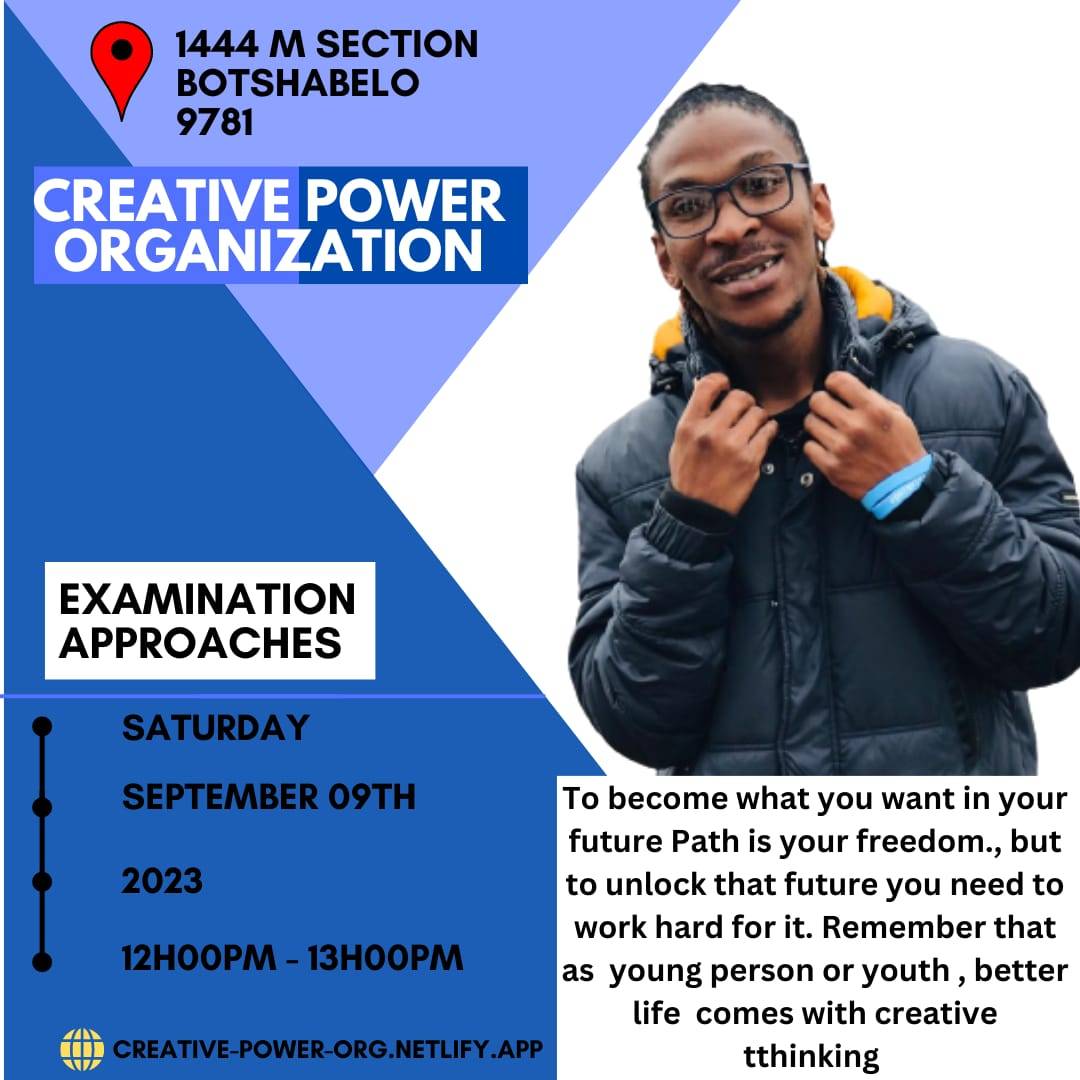 1444 M SECTION
BOTSHABELO
9781
CREATIVE POWER
ORGANIZATION
EXAMINATION
APPROACHES
SATURDAY
SEPTEMBER 09TH
2023
12H00PM - 13H00PM
CREATIVE-POWER-ORG.NETLIFY.APP
To become what you want in your
future Path is your freedom., but
to unlock that future you need to
work hard for it. Remember that
as young person or youth , better
life comes with creative
tthinking